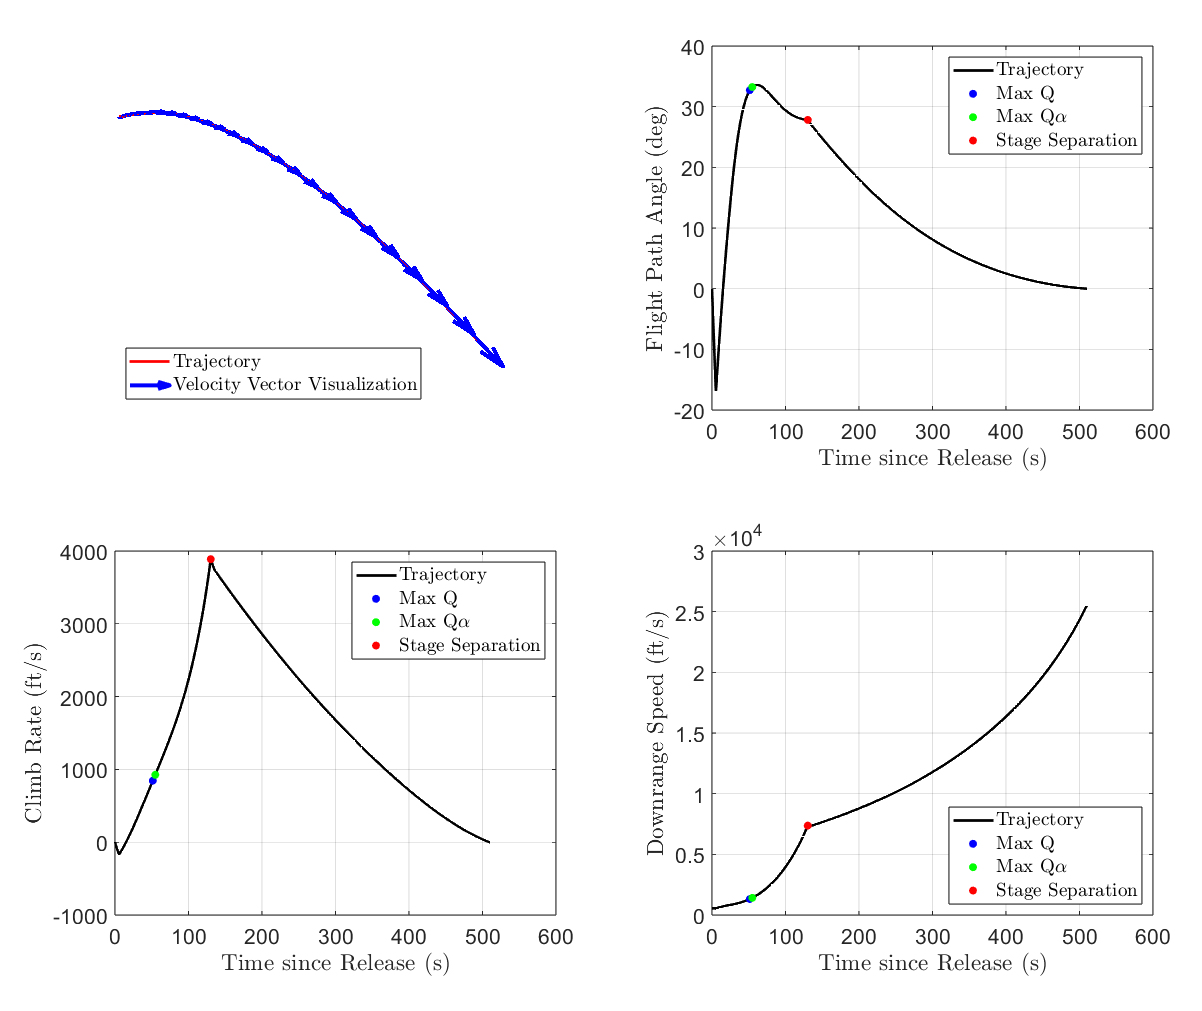 Trajectory
Velocity Vector Visualization
40
30
20
10
0
-10
-20
0 100 200 300 400 500 600
Time since Release (s)
Flight Path Angle (deg)
Trajectory
Max Q
Max Qα
Stage Separation
4000
3000
2000
1000
0
-1000
0 100 200 300 400 500 600
Time since Release (s)
Climb Rate (ft/s)
Trajectory
Max Q
Max Qα
Stage Separation
×10⁴
3
2.5
2
1.5
1
0.5
0
0 100 200 300 400 500 600
Time since Release (s)
Downrange Speed (ft/s)
Trajectory
Max Q
Max Qα
Stage Separation